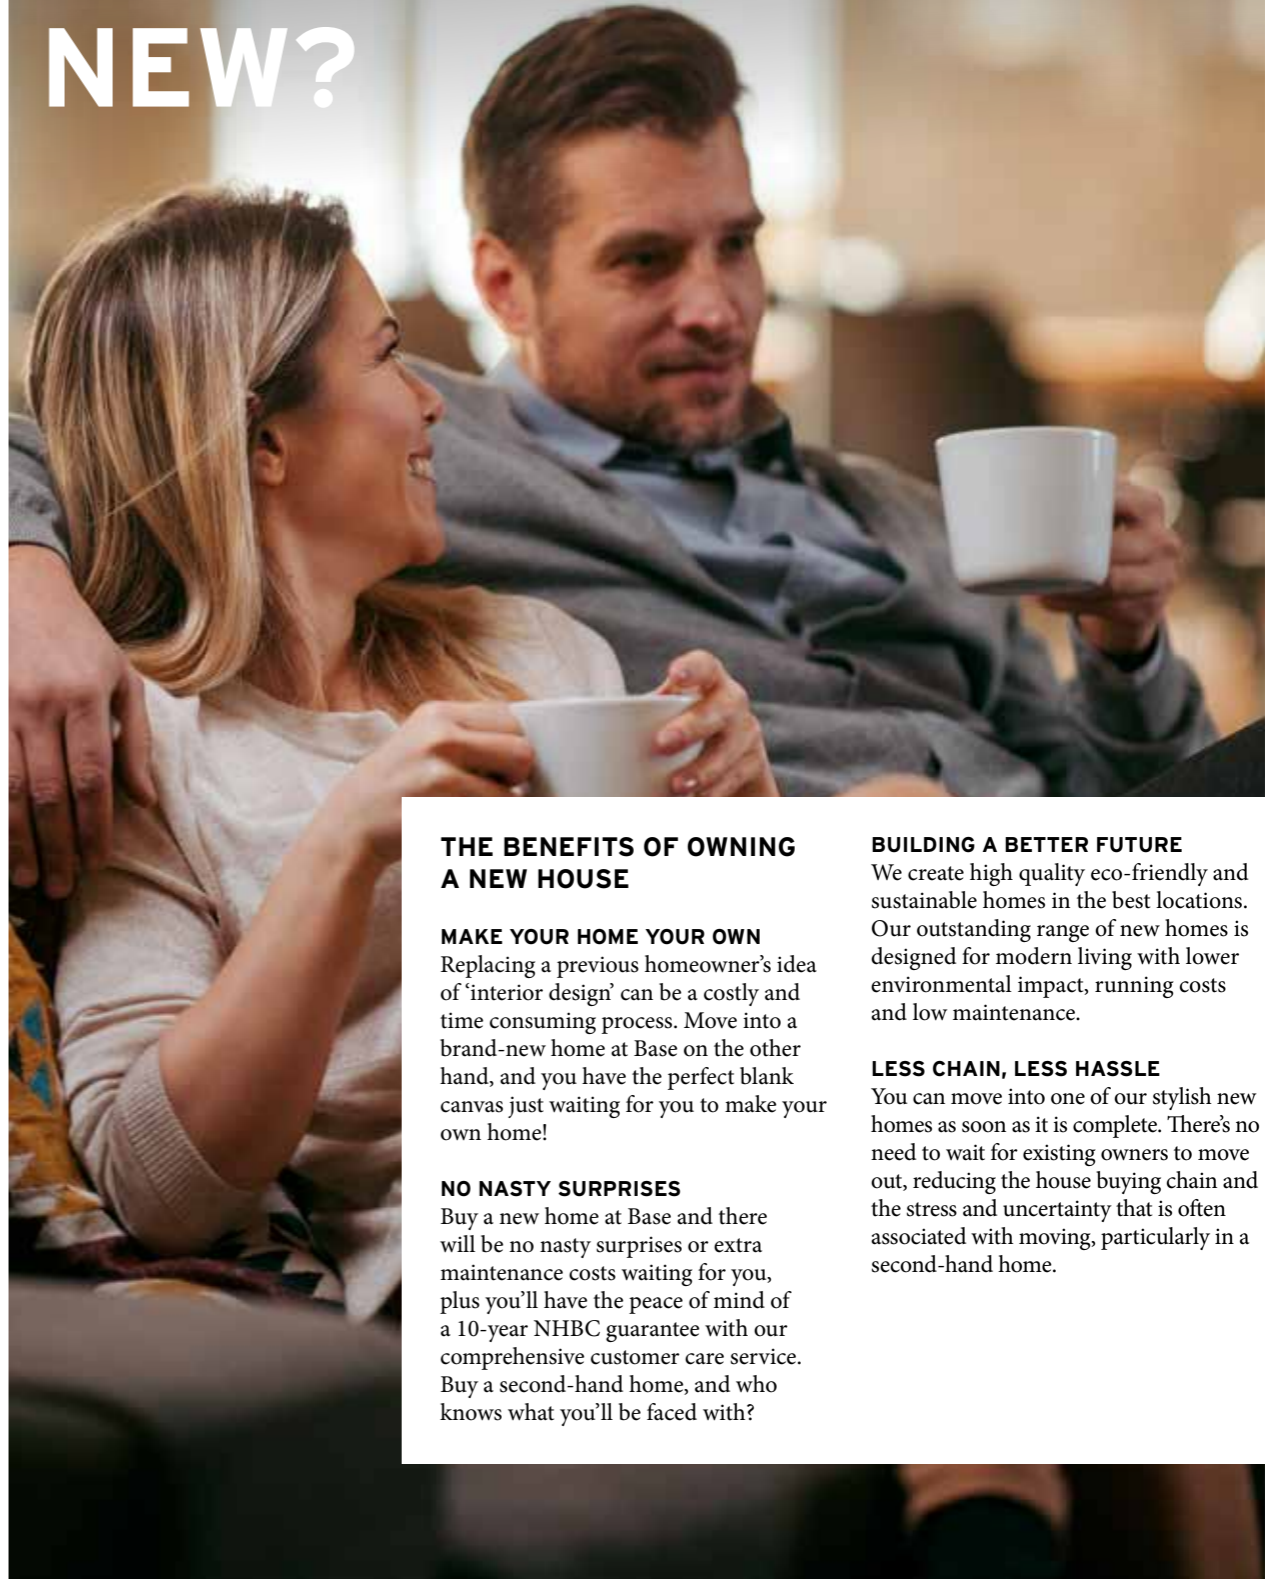 NEW?
THE BENEFITS OF OWNING
A NEW HOUSE
MAKE YOUR HOME YOUR OWN
Replacing a previous homeowner’s idea
of ‘interior design’ can be a costly and
time consuming process. Move into a
brand-new home at Base on the other
hand, and you have the perfect blank
canvas just waiting for you to make your
own home!
NO NASTY SURPRISES
Buy a new home at Base and there
will be no nasty surprises or extra
maintenance costs waiting for you,
plus you’ll have the peace of mind of
a 10-year NHBC guarantee with our
comprehensive customer care service.
Buy a second-hand home, and who
knows what you’ll be faced with?
BUILDING A BETTER FUTURE
We create high quality eco-friendly and
sustainable homes in the best locations.
Our outstanding range of new homes is
designed for modern living with lower
environmental impact, running costs
and low maintenance.
LESS CHAIN, LESS HASSLE
You can move into one of our stylish new
homes as soon as it is complete. There’s no
need to wait for existing owners to move
out, reducing the house buying chain and
the stress and uncertainty that is often
associated with moving, particularly in a
second-hand home.